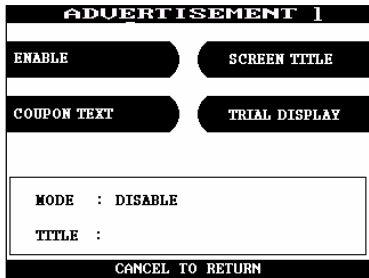 ADVERTISEMENT 1
ENABLE
SCREEN TITLE
COUPON TEXT
TRIAL DISPLAY
MODE : DISABLE
TITLE :
CANCEL TO RETURN